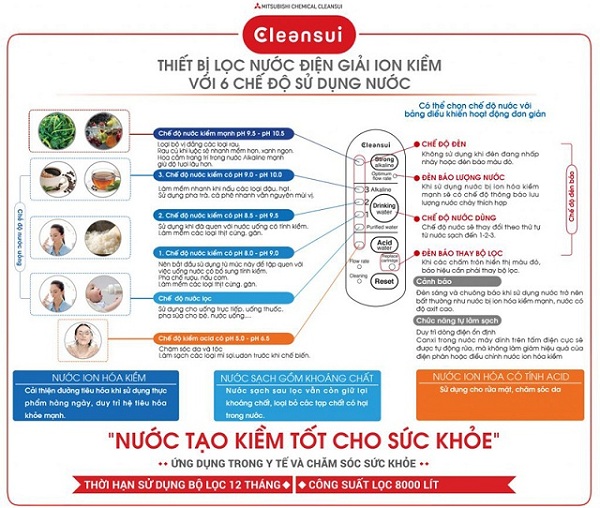 MITSUBISHI CHEMICAL CLEANSUI
Cleansui
THIẾT BỊ LỌC NƯỚC ĐIỆN GIẢI ION KIỀM
VỚI 6 CHẾ ĐỘ SỬ DỤNG NƯỚC
Có thể chọn chế độ nước với
bảng điều khiển hoạt động đơn giản
Chế độ nước uống
Chế độ nước kiềm mạnh pH 9.5 - pH 10.5
Loại bỏ vị đắng các loại rau.
Rau củ khi luộc sẽ nhanh mềm hơn, xanh ngon.
Hoa cắm trang trí trong nước Alkaline mạnh
giữ độ tươi lâu hơn.
3. Chế độ nước kiềm có pH 9.0 - pH 10.0
Làm mềm nhanh khi nấu các loại đậu, hạt.
Sử dụng pha trà, cà phê nhanh vẫn nguyên mùi vị.
2. Chế độ nước kiềm có pH 8.5 - pH 9.5
Sử dụng khi đã quen với nước uống có tính kiềm.
Làm mềm các loại thịt cứng, gân.
1. Chế độ nước kiềm có pH 8.0 - pH 9.0
Nên bắt đầu sử dụng từ mức này để tập quen với
việc uống nước có bổ sung tính kiềm.
Pha chế rượu, nấu cơm.
Làm mềm các loại thịt cứng, gân.
Chế độ nước lọc
Sử dụng cho uống trực tiếp, uống thuốc,
pha sữa cho bé, nước uống....
Chế độ kiềm acid có pH 5.0 - pH 6.5
Chăm sóc da và tóc
Làm sạch các loại mì sợi,udon trước khi chế biến.
Cleansui
Strong
alkaline
Optimum
flow rate
3 Alkaline
2
1
Drinking
water
Purified water
Acid
water
Flow rate
Replace
cartridge
Cleaning
Reset
Chế độ đèn báo
CHẾ ĐỘ ĐÈN
Không sử dụng khi đèn đang nhấp
nháy hoặc đèn báo màu đỏ.
ĐÈN BÁO LƯỢNG NƯỚC
Khi sử dụng nước bị ion hóa kiềm
mạnh sẽ có chế độ thông báo lưu
lượng nước chảy thích hợp
CHẾ ĐỘ NƯỚC DÙNG
Chế độ nước sẽ thay đổi theo thứ tự
từ nước sạch đến 1-2-3.
ĐÈN BÁO THAY BỘ LỌC
Khi các chấm tròn hiển thị màu đỏ,
báo hiệu cần phải thay bộ lọc.
Cảnh báo
Đèn sáng và chuông báo khi sử dụng nước trở nên
bất thường như nước bị ion hóa kiềm mạnh, nước có
độ axit cao.
Chức năng tự làm sạch
Duy trì dòng điện ổn định
Canxi trong nước máy dính trên tấm điện cực sẽ
được tự động rửa, mà không làm giảm hiệu quả của
điện phân hoặc điều chỉnh nước ion hóa kiềm
NƯỚC ION HÓA KIỀM
Cải thiện đường tiêu hóa khi sử dụng thực
phẩm hàng ngày, duy trì hệ tiêu hóa
khỏe mạnh.
NƯỚC SẠCH GỒM KHOÁNG CHẤT
Nước sạch sau lọc vẫn còn giữ lại
khoáng chất, loại bỏ các tạp chất có hại
trong nước.
NƯỚC ION HÓA CÓ TÍNH ACID
Sử dụng cho rửa mặt, chăm sóc da
"NƯỚC TẠO KIỀM TỐT CHO SỨC KHỎE"
ỨNG DỤNG TRONG Y TẾ VÀ CHĂM SÓC SỨC KHỎE
THỜI HẠN SỬ DỤNG BỘ LỌC 12 THÁNG
CÔNG SUẤT LỌC 8000 LÍT